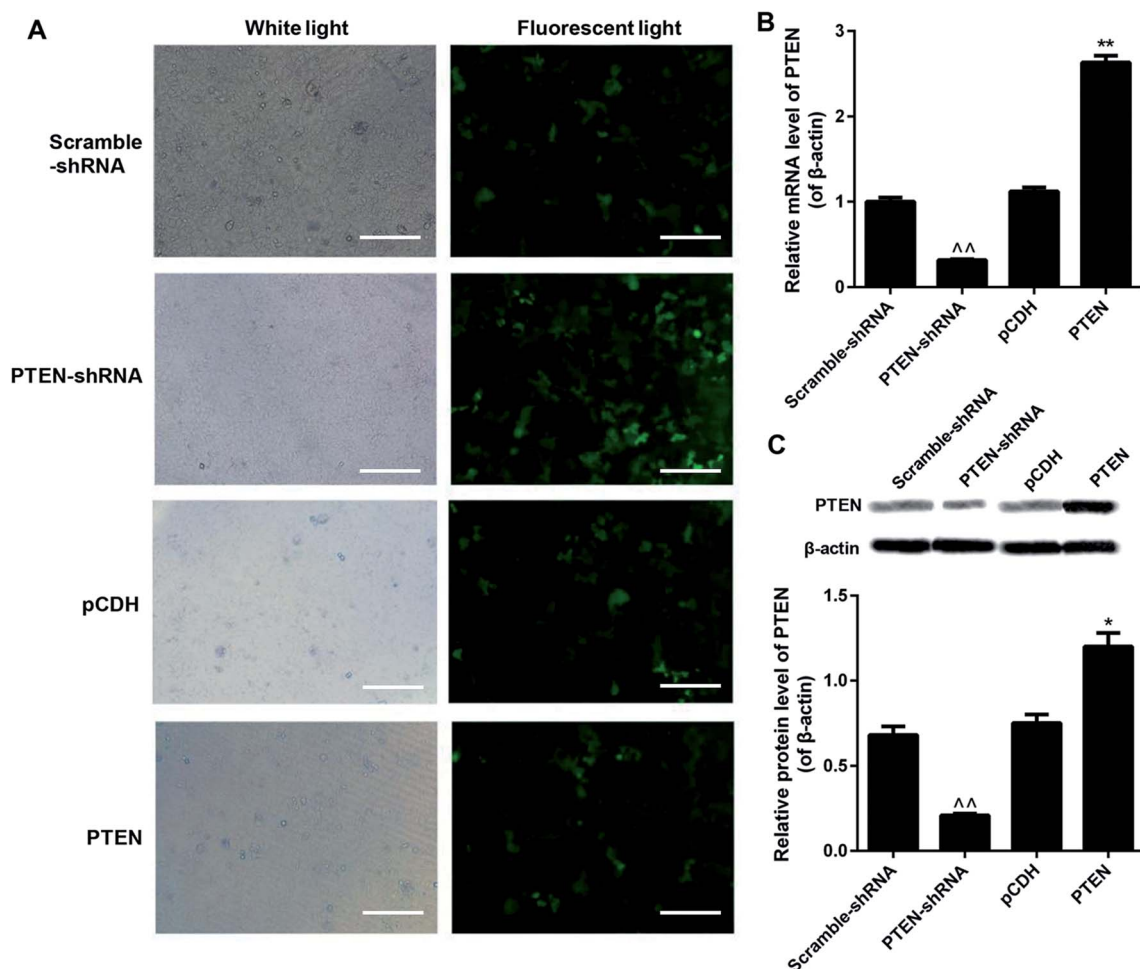 A
White light
Fluorescent light
Scramble
-shRNA
PTEN-shRNA
pCDH
PTEN
B
Relative mRNA level of PTEN
(of β-actin)
3
2
1
0
**
^^
Scramble-shRNA
PTEN-shRNA
pCDH
PTEN
C
Scramble-shRNA
PTEN-shRNA
pCDH
PTEN
PTEN
β-actin
Relative protein level of PTEN
(of β-actin)
1.5
1.0
0.5
0.0
*
^^
Scramble-shRNA
PTEN-shRNA
pCDH
PTEN